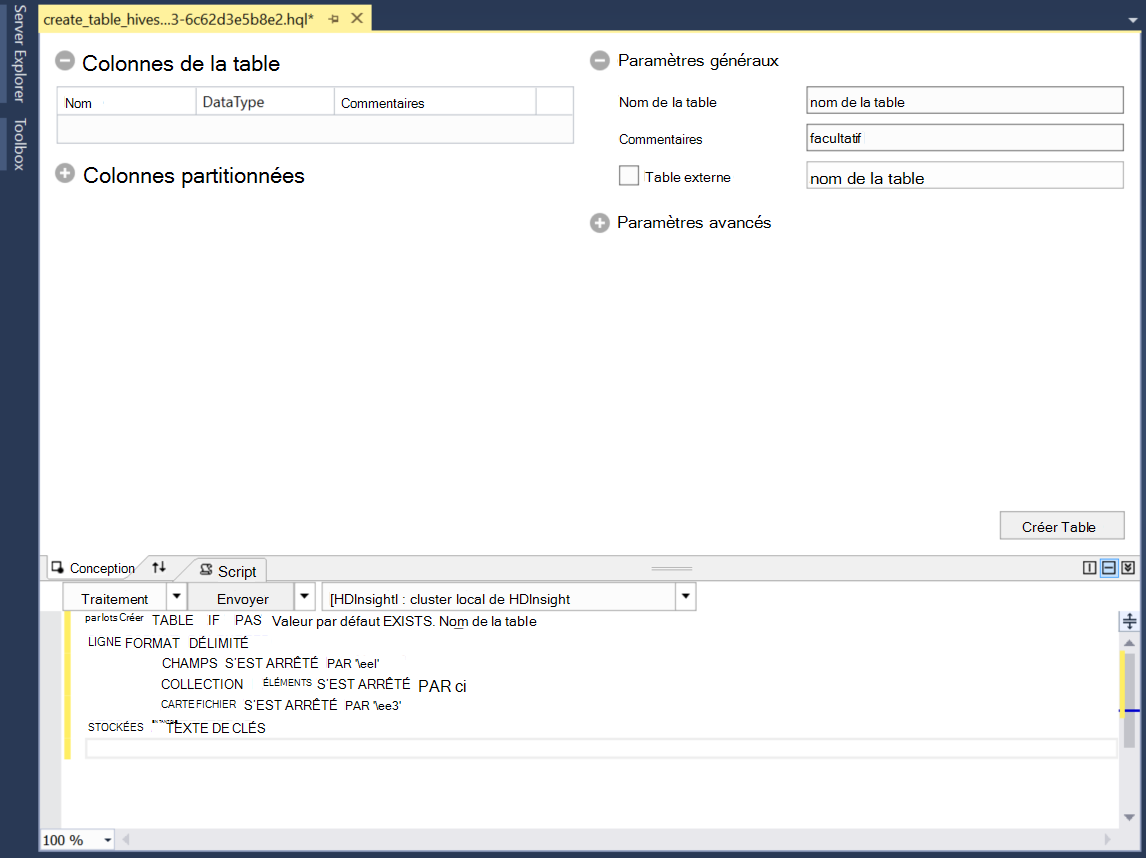 create_table_hives...3-6c62d3e5b8e2.hql*
Server Explorer
Toolbox
Colonnes de la table
Nom DataType Commentaires
Colonnes partitionnées
Paramètres généraux
Nom de la table nom de la table
Commentaires facultatif
Table externe nom de la table
Paramètres avancés
Créer Table
Conception Script
Traitement Envoyer [HDInsightI : cluster local de HDInsight
parlots Créer TABLE IF PAS Valeur par défaut EXISTS. Nom de la table
LIGNE FORMAT DÉLIMITÉ
CHAMPS S'EST ARRÊTÉ PAR '\eel'
COLLECTION ÉLÉMENTS S'EST ARRÊTÉ PAR ci
CARTE FICHIER S'EST ARRÊTÉ PAR '\ee3'
STOCKÉES TEXTE DE CLÉS
100 %